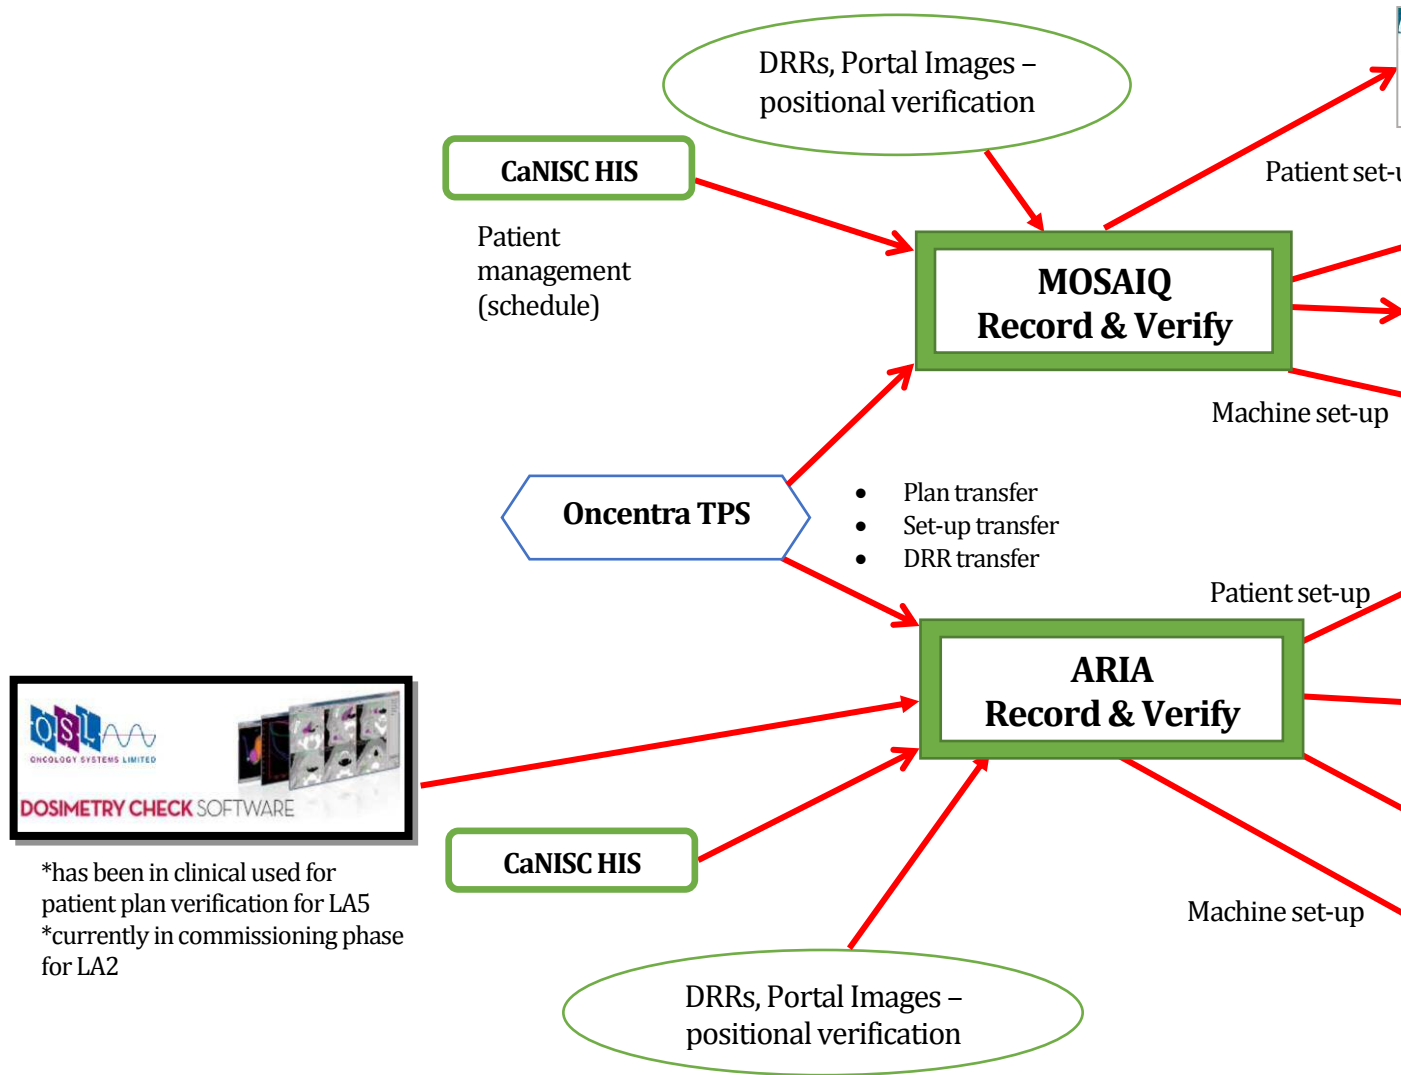 DRRs, Portal Images –
positional verification
CaNISC HIS
Patient set-u
Patient
management
(schedule)
MOSAIQ
Record & Verify
Machine set-up
Oncentra TPS
• Plan transfer
• Set-up transfer
• DRR transfer
Patient set-up
ARIA
Record & Verify
OSL
ONCOLOGY SYSTEMS LIMITED
DOSIMETRY CHECK SOFTWARE
CaNISC HIS
*has been in clinical used for
patient plan verification for LA5
*currently in commissioning phase
for LA2
Machine set-up
DRRs, Portal Images –
positional verification